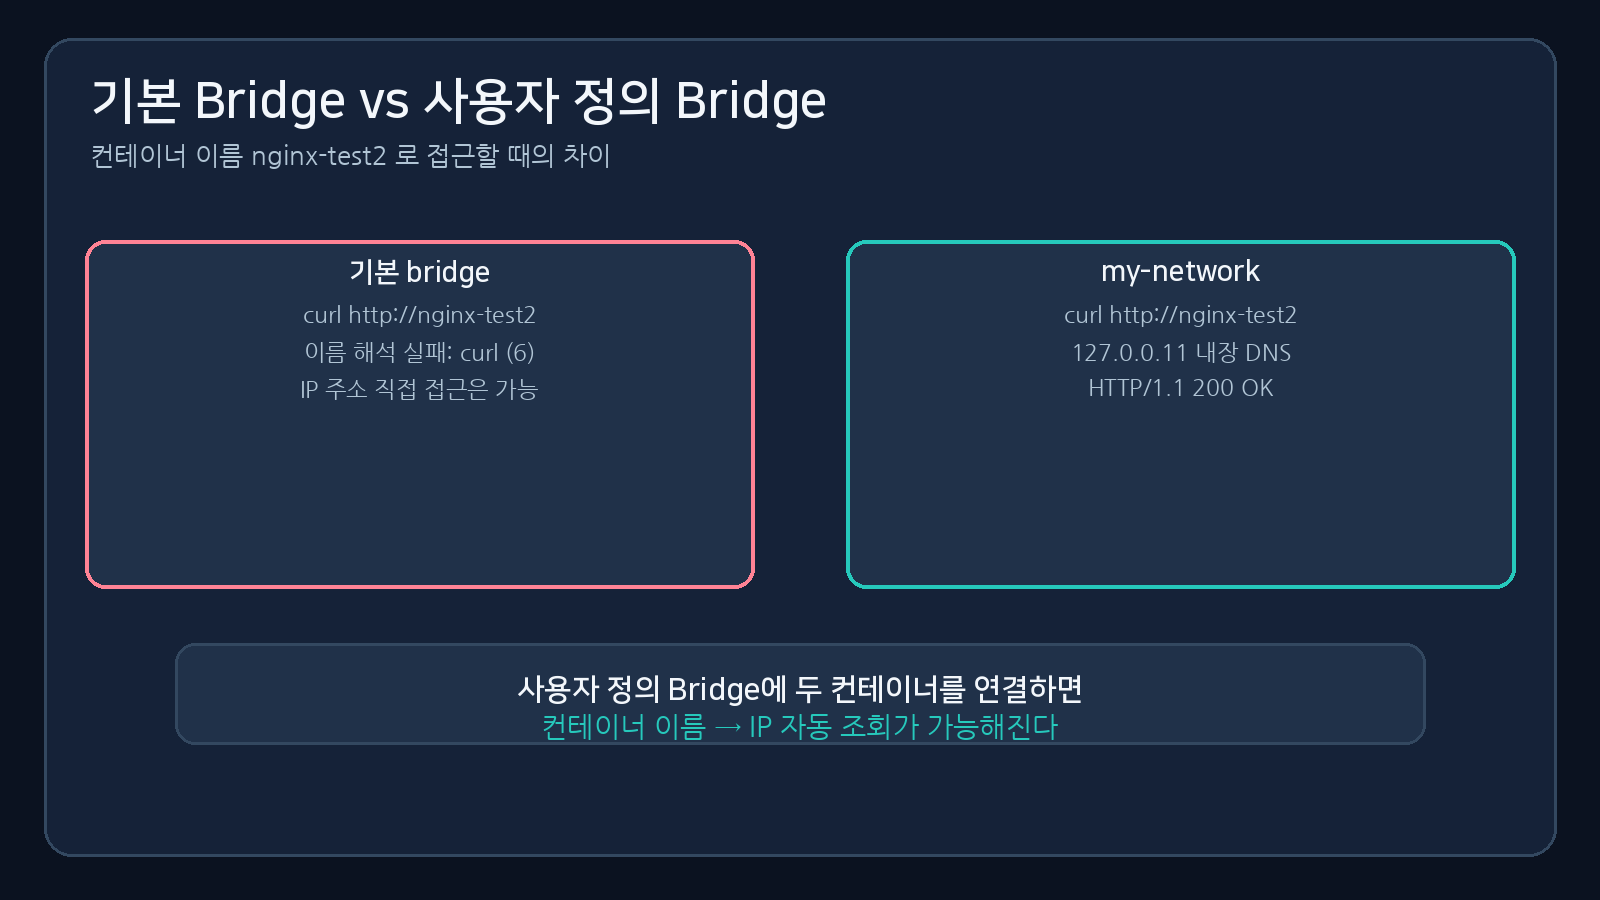 기본 Bridge vs 사용자 정의 Bridge
컨테이너 이름 nginx-test2 로 접근할 때의 차이
기본 bridge
curl http://nginx-test2
이름 해석 실패: curl (6)
IP 주소 직접 접근은 가능
my-network
curl http://nginx-test2
127.0.0.11 내장 DNS
HTTP/1.1 200 OK
사용자 정의 Bridge에 두 컨테이너를 연결하면
컨테이너 이름 → IP 자동 조회가 가능해진다